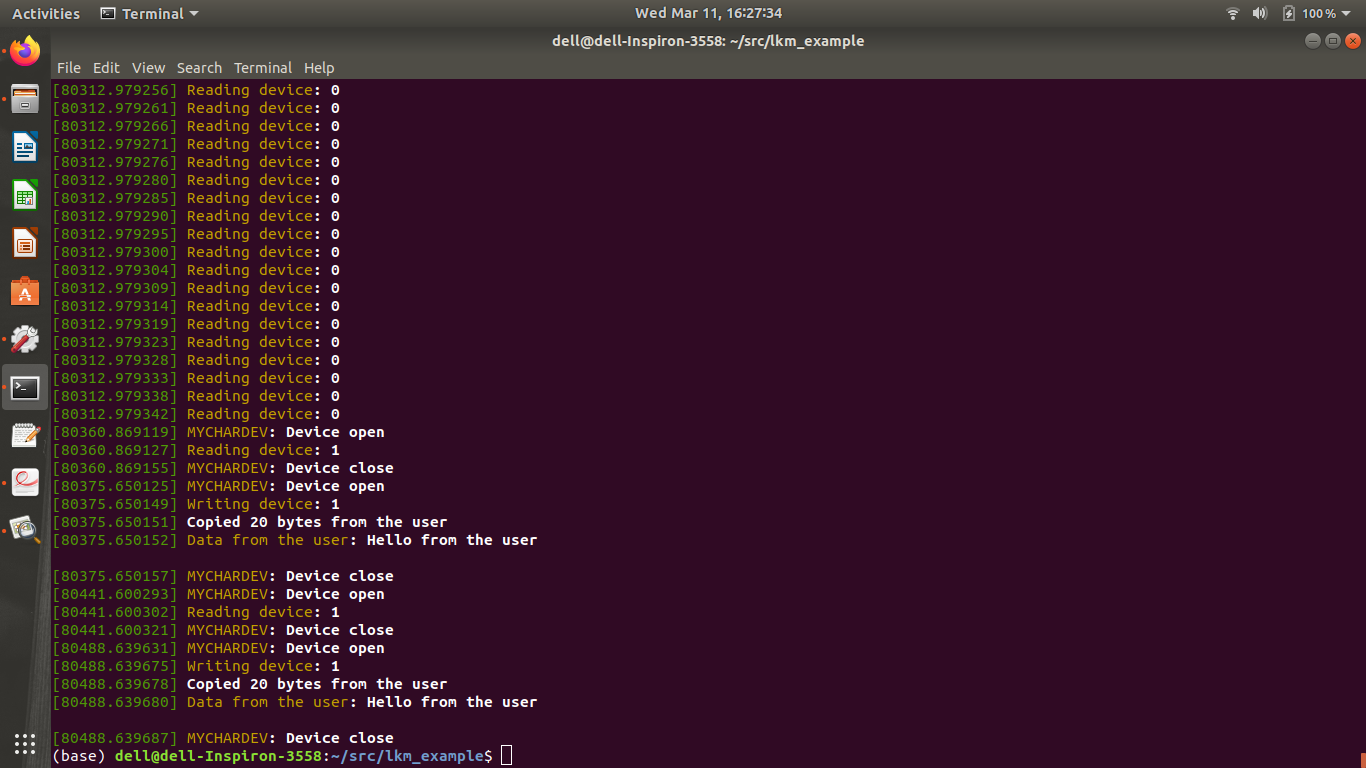 Activities Terminal Wed Mar 11, 16:27:34 100 %
dell@dell-Inspiron-3558: ~/src/lkm_example
File Edit View Search Terminal Help
[80312.979256] Reading device: 0
[80312.979261] Reading device: 0
[80312.979266] Reading device: 0
[80312.979271] Reading device: 0
[80312.979276] Reading device: 0
[80312.979280] Reading device: 0
[80312.979285] Reading device: 0
[80312.979290] Reading device: 0
[80312.979295] Reading device: 0
[80312.979300] Reading device: 0
[80312.979304] Reading device: 0
[80312.979309] Reading device: 0
[80312.979314] Reading device: 0
[80312.979319] Reading device: 0
[80312.979323] Reading device: 0
[80312.979328] Reading device: 0
[80312.979333] Reading device: 0
[80312.979338] Reading device: 0
[80312.979342] Reading device: 0
[80360.869119] MYCHARDEV: Device open
[80360.869127] Reading device: 1
[80360.869155] MYCHARDEV: Device close
[80375.650125] MYCHARDEV: Device open
[80375.650149] Writing device: 1
[80375.650151] Copied 20 bytes from the user
[80375.650152] Data from the user: Hello from the user
[80375.650157] MYCHARDEV: Device close
[80441.600293] MYCHARDEV: Device open
[80441.600302] Reading device: 1
[80441.600321] MYCHARDEV: Device close
[80488.639631] MYCHARDEV: Device open
[80488.639675] Writing device: 1
[80488.639678] Copied 20 bytes from the user
[80488.639680] Data from the user: Hello from the user
[80488.639687] MYCHARDEV: Device close
(base) dell@dell-Inspiron-3558:~/src/lkm_example$